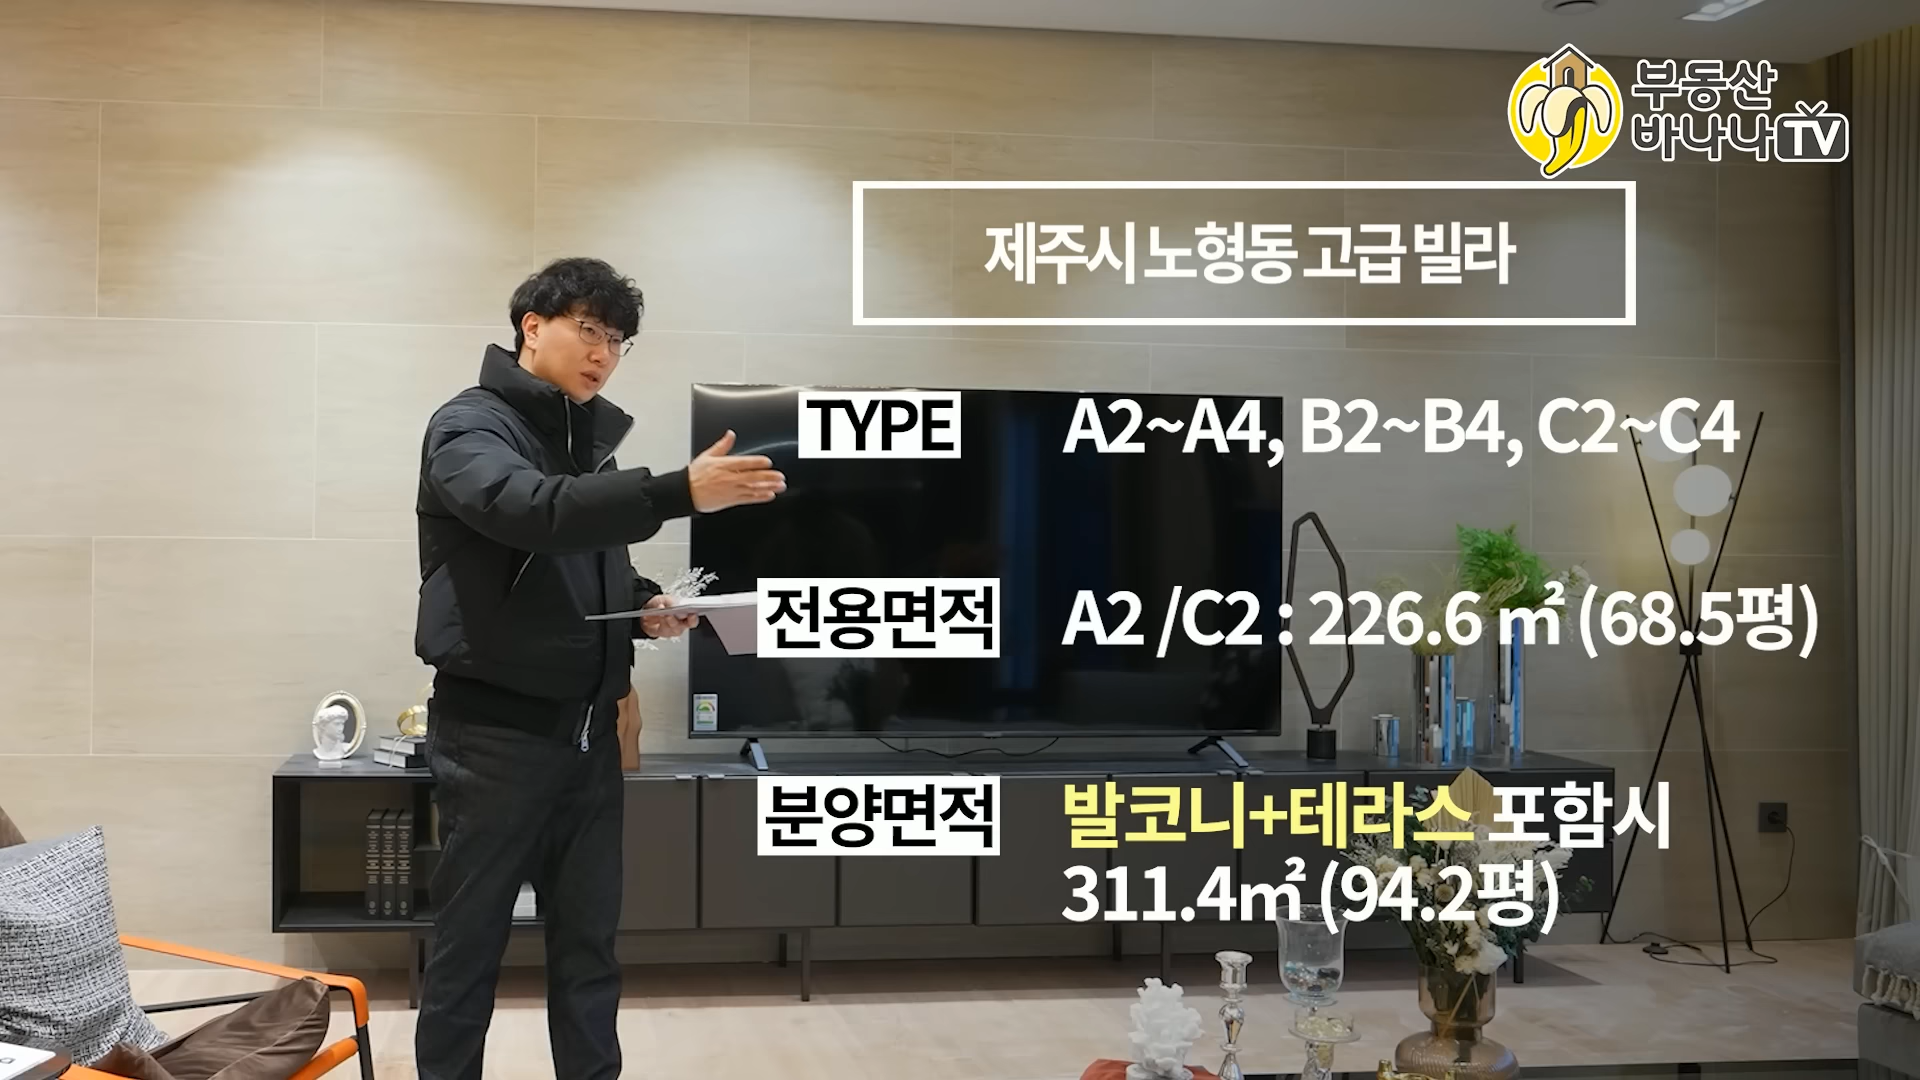 부동산
바나나TV
제주시 노형동 고급 빌라
TYPE A2~A4, B2~B4, C2~C4
전용면적 A2 /C2 : 226.6 ㎡ (68.5평)
분양면적 발코니+테라스 포함시
311.4㎡ (94.2평)